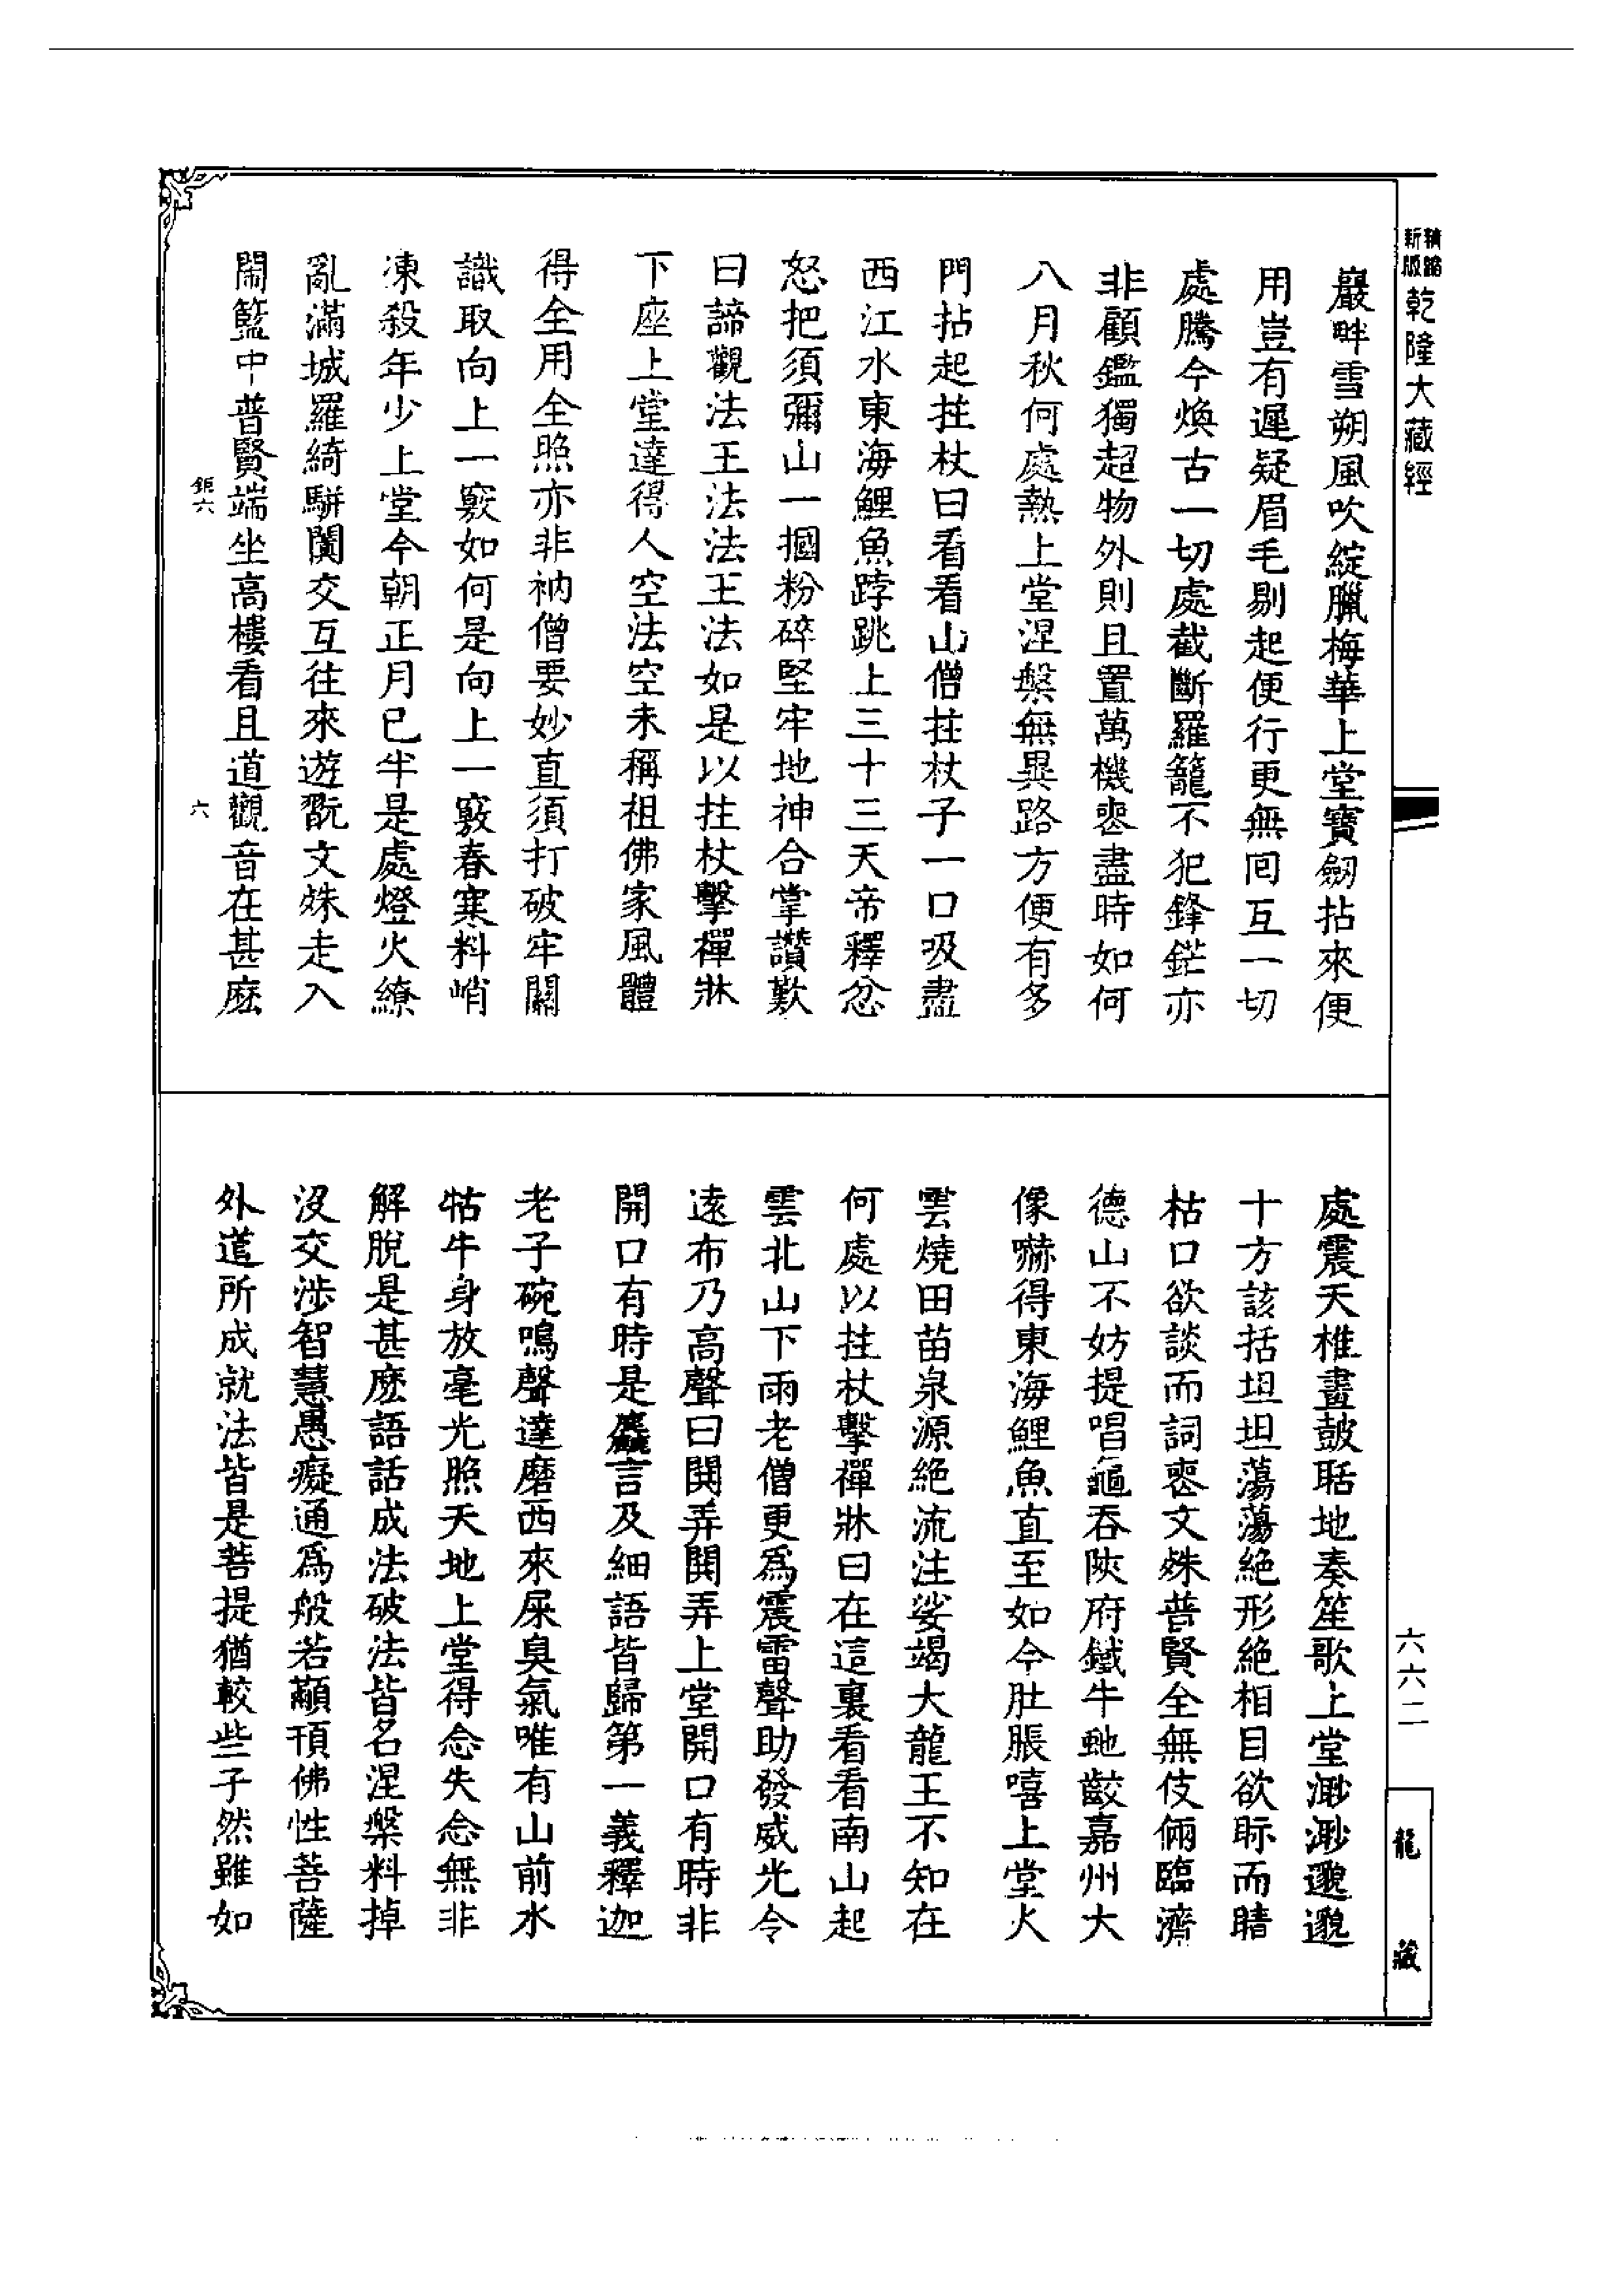 精縮
新版
乾隆大藏經
巖畔雪朔風吹綻臘梅華上堂寶劒拈來便
用豈有遲疑眉毛剔起便行更無囘互一切
處騰今煥古一切處截斷羅籠不犯鋒鋩亦
非顧鑑獨超物外則且置萬機喪盡時如何
八月秋何處熱上堂涅槃無異路方便有多
門拈起拄杖曰看看山僧拄杖子一口吸盡
西江水東海鯉魚𨁝跳上三十三天帝釋忿
怒把須彌山一摑粉碎堅牢地神合掌讚歎
曰諦觀法王法法王法如是以拄杖擊禪牀
下座上堂達得人空法空未稱祖佛家風體
得全用全照亦非衲僧要妙直須打破牢關
識取向上一竅如何是向上一竅春寒料峭
凍殺年少上堂今朝正月已半是處燈火繚
亂滿城羅綺駢闐交互往來遊翫文殊走入
鬧籃中普賢端坐高樓看且道觀音在甚麽
鉅六
六
處震天椎畫鼓聒地奏笙歌上堂渺渺邈邈
十方該括坦坦蕩蕩絶形絶相目欲眎而睛
枯口欲談而詞喪文殊普賢全無伎倆臨濟
德山不妨提唱龜吞陝府鐵牛虵齩嘉州大
像嚇得東海鯉魚直至如今肚脹嘻上堂火
雲燒田苗泉源絶流注娑竭大龍王不知在
何處以拄杖擊禪牀曰在這裏看看南山起
雲北山下雨老僧更爲震雷聲助發威光令
遠布乃高聲曰閧弄閧弄上堂開口有時非
開口有時是麤言及細語皆歸第一義釋迦
老子碗鳴聲達磨西來屎臭氣唯有山前水
牯牛身放毫光照天地上堂得念失念無非
解脫是甚麽語話成法破法皆名涅槃料掉
沒交涉智慧愚癡通爲般若顢頇佛性菩薩
外道所成就法皆是菩提猶較些子然雖如
六六二
龍藏